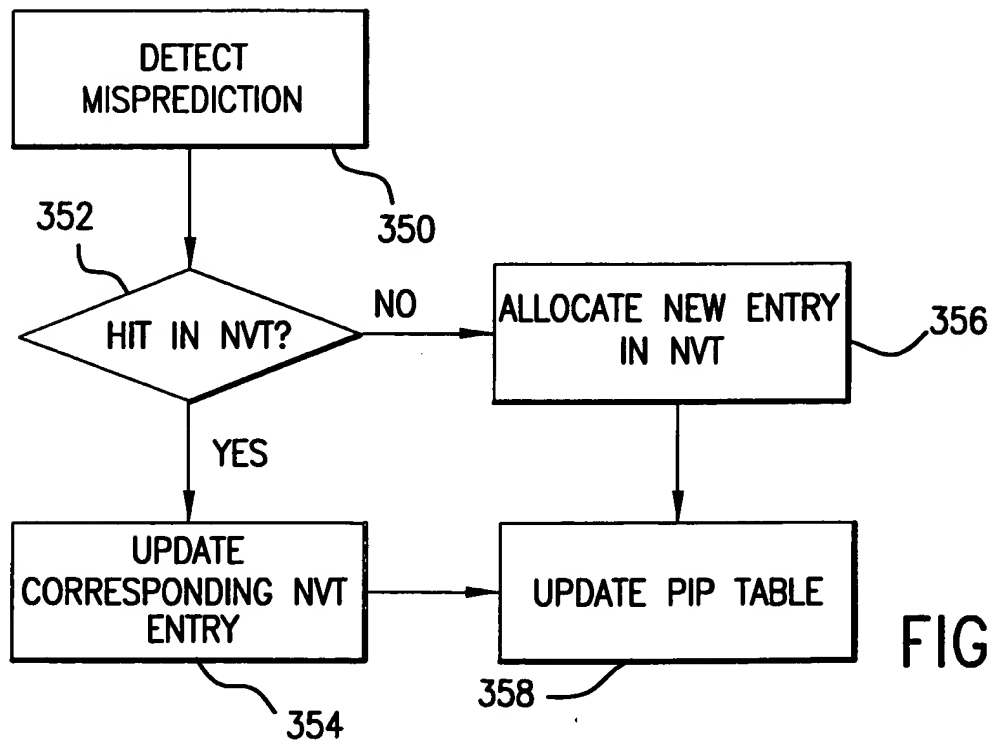 DETECT
MISPREDICTION
350
352
HIT IN NVT?
NO
ALLOCATE NEW ENTRY
IN NVT
356
YES
UPDATE
CORRESPONDING NVT
ENTRY
354
UPDATE PIP TABLE
358
FIG